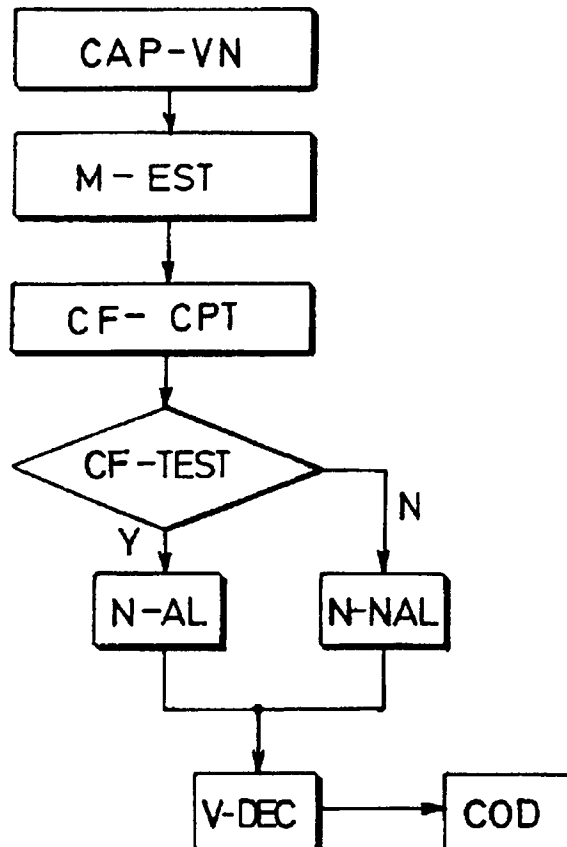 CAP-VN
M-EST
CF-CPT
CF-TEST
Y
N
N-AL
N-NAL
V-DEC
COD